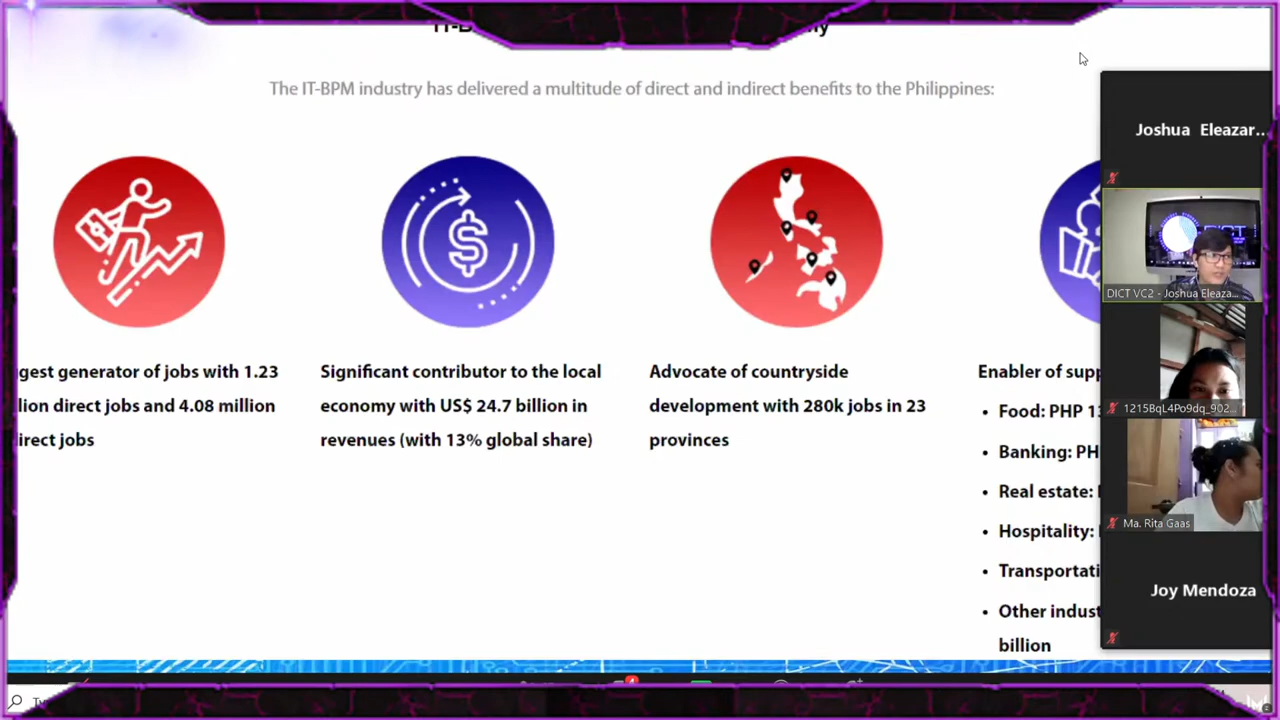 The IT-BPM industry has delivered a multitude of direct and indirect benefits to the Philippines:
gest generator of jobs with 1.23
lion direct jobs and 4.08 million
irect jobs
Significant contributor to the local
economy with US$ 24.7 billion in
revenues (with 13% global share)
Advocate of countryside
development with 280k jobs in 23
provinces
Enabler of supp
• Food: PHP 13
• Banking: PH
• Real estate:
• Hospitality:
• Transportati
• Other indust
billion
Joshua Eleazar...
DICT
DICT VC2 - Joshua Eleaza...
1215BqL4Po9dq_902...
Ma. Rita Gaas
Joy Mendoza